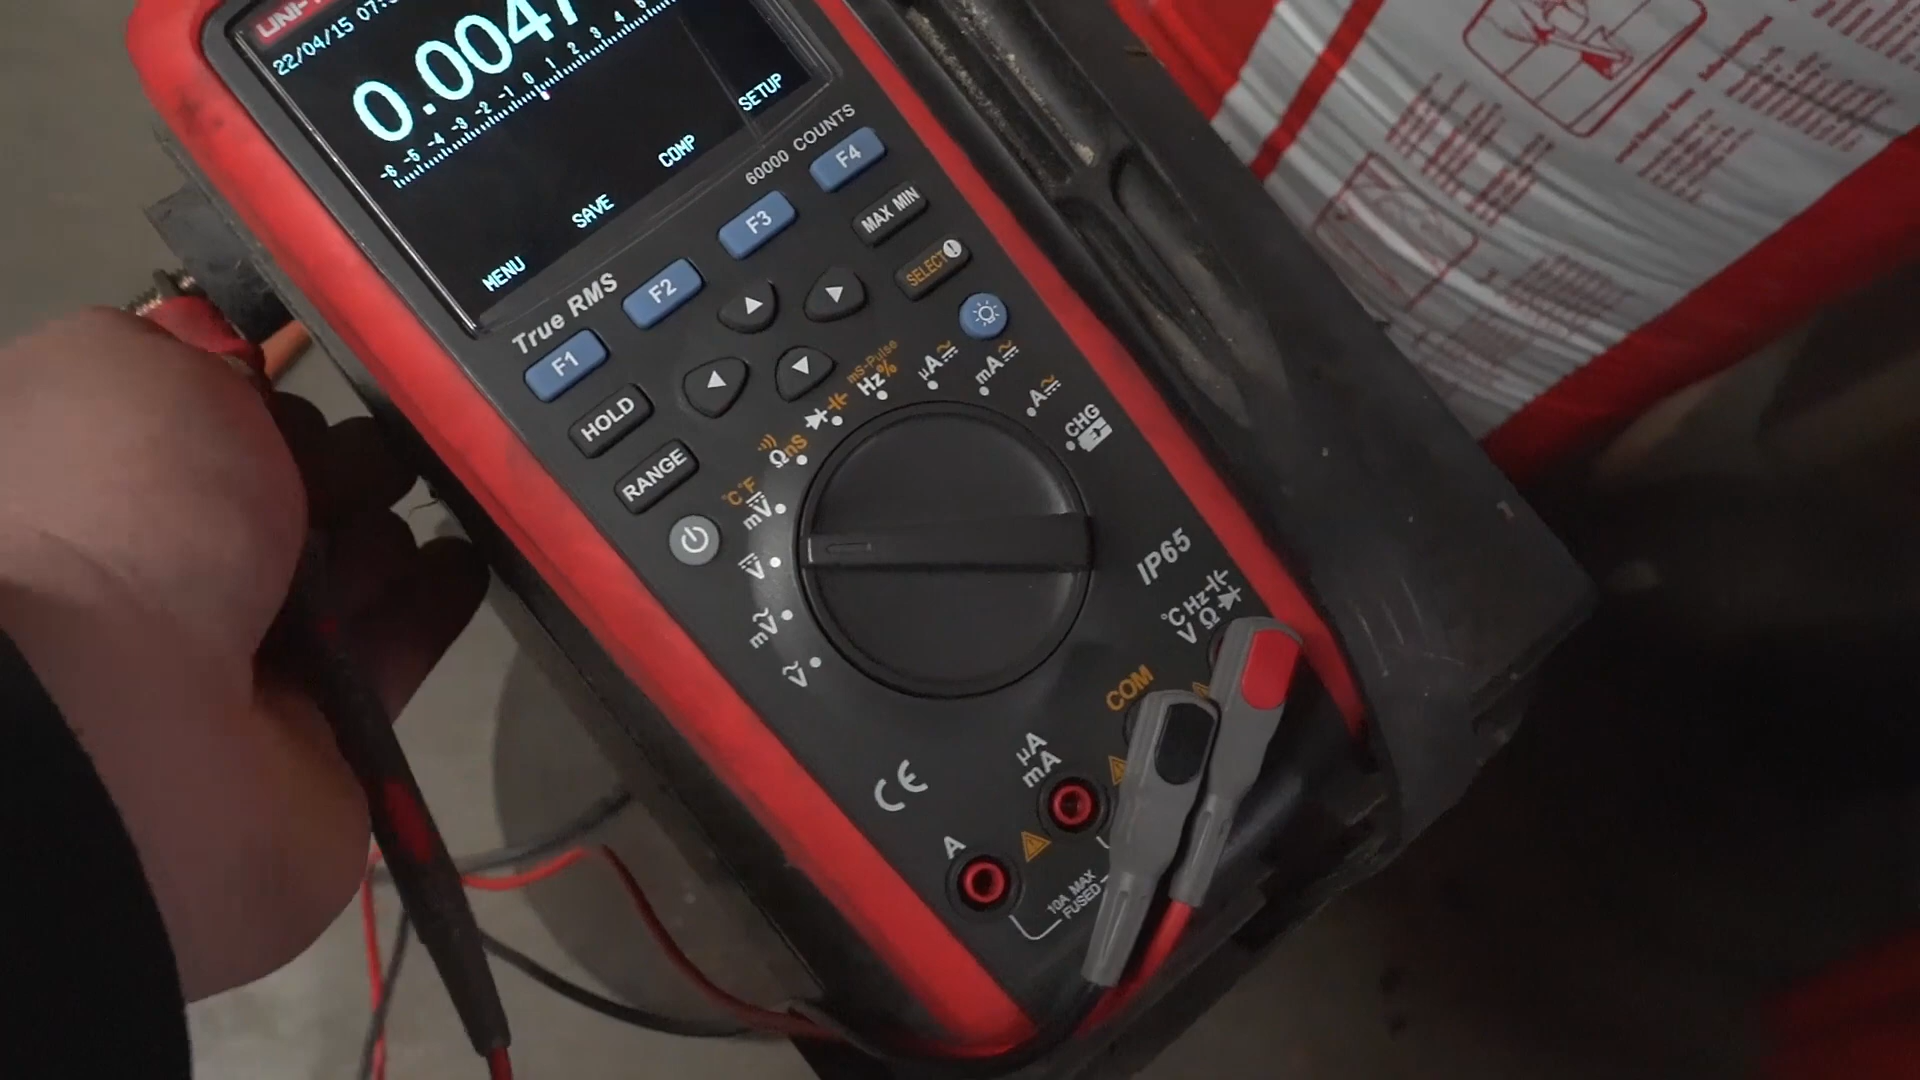 UNI-T
22/04/15 07:
0.0047
-6 -5 -4 -3 -2 -1 0 1 2 3 4 5
SETUP
COMP
SAVE
MENU
True RMS
60000 COUNTS
F1
F2
F3
F4
HOLD
RANGE
MAX MIN
SELECT
ms-Pulse
Hz%
μA
mA
A
CHG
Ω nS
°C°F
mV
V
mV
V
IP65
°C Hz
V Ω
COM
μA
mA
A
CE
10A MAX
FUSED